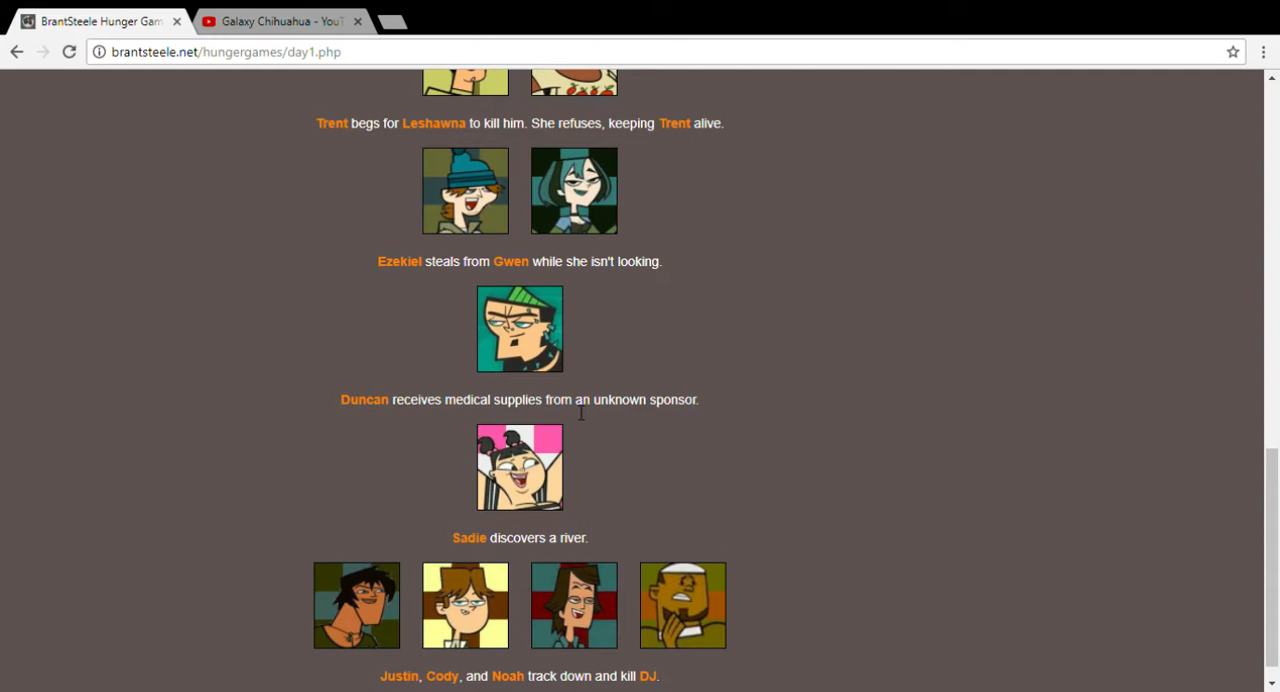 BrantSteele Hunger Gam
Galaxy Chihuahua - YouT
brantsteele.net/hungergames/day1.php
Trent begs for Leshawna to kill him. She refuses, keeping Trent alive.
Ezekiel steals from Gwen while she isn't looking.
Duncan receives medical supplies from an unknown sponsor.
Sadie discovers a river.
Justin, Cody, and Noah track down and kill DJ.